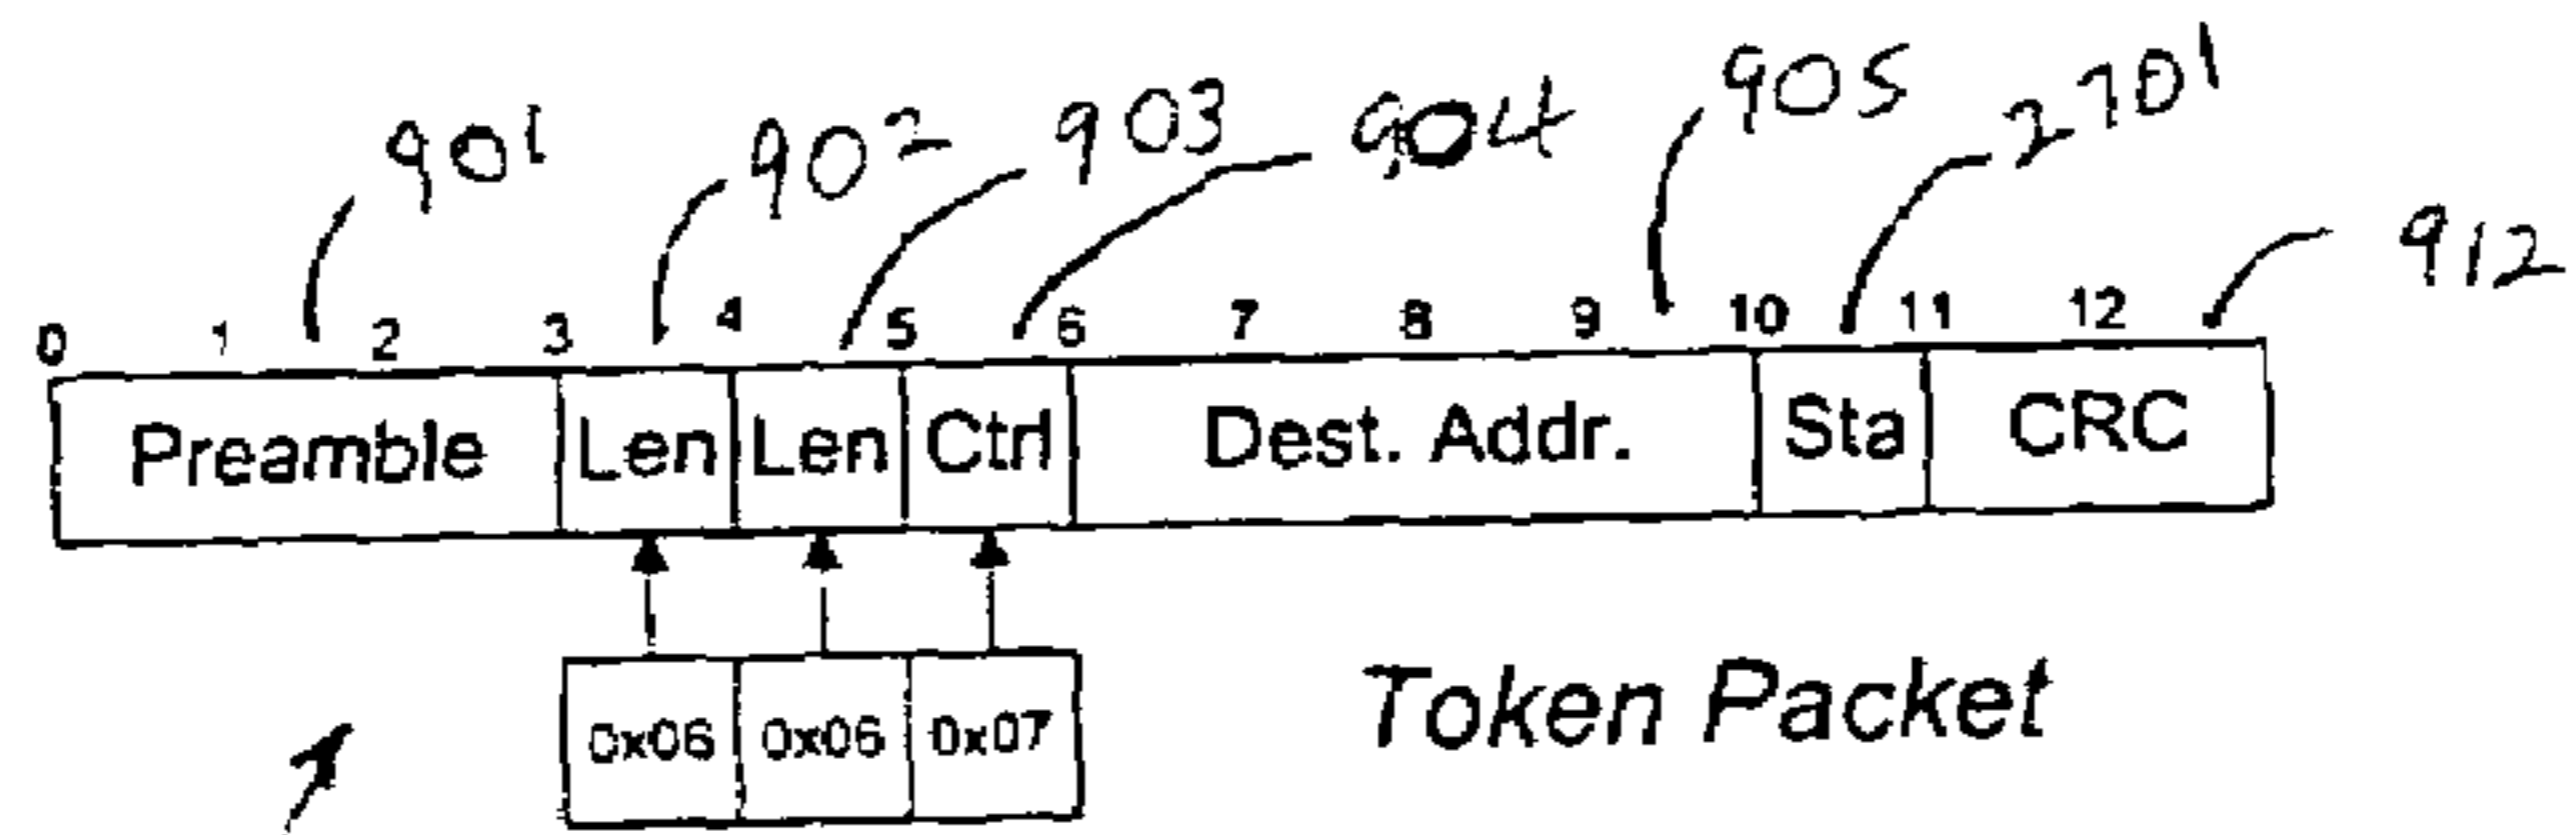 901 902 903 904 905 2701 912
0 1 2 3 4 5 6 7 8 9 10 11 12
Preamble Len Len Ctrl Dest. Addr. Sta CRC
0x06 0x06 0x07
Token Packet